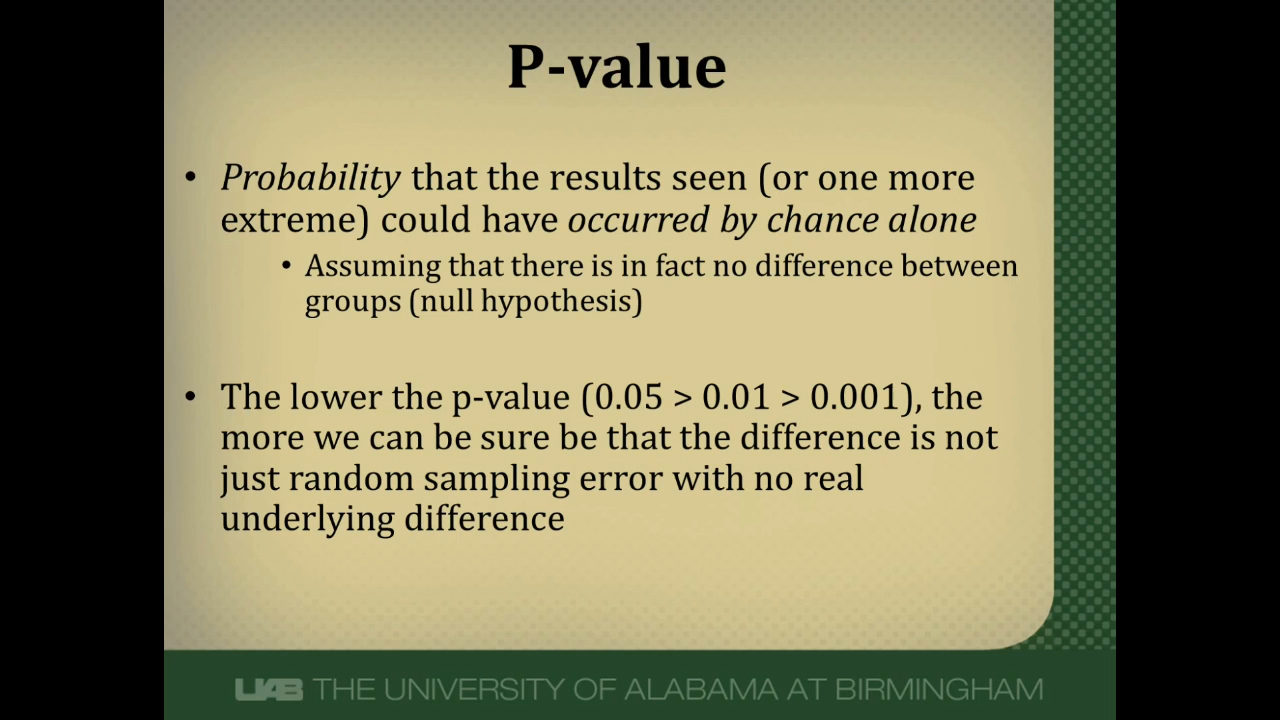 P-value
• Probability that the results seen (or one more
extreme) could have occurred by chance alone
• Assuming that there is in fact no difference between
groups (null hypothesis)
• The lower the p-value (0.05 > 0.01 > 0.001), the
more we can be sure be that the difference is not
just random sampling error with no real
underlying difference
UAB THE UNIVERSITY OF ALABAMA AT BIRMINGHAM